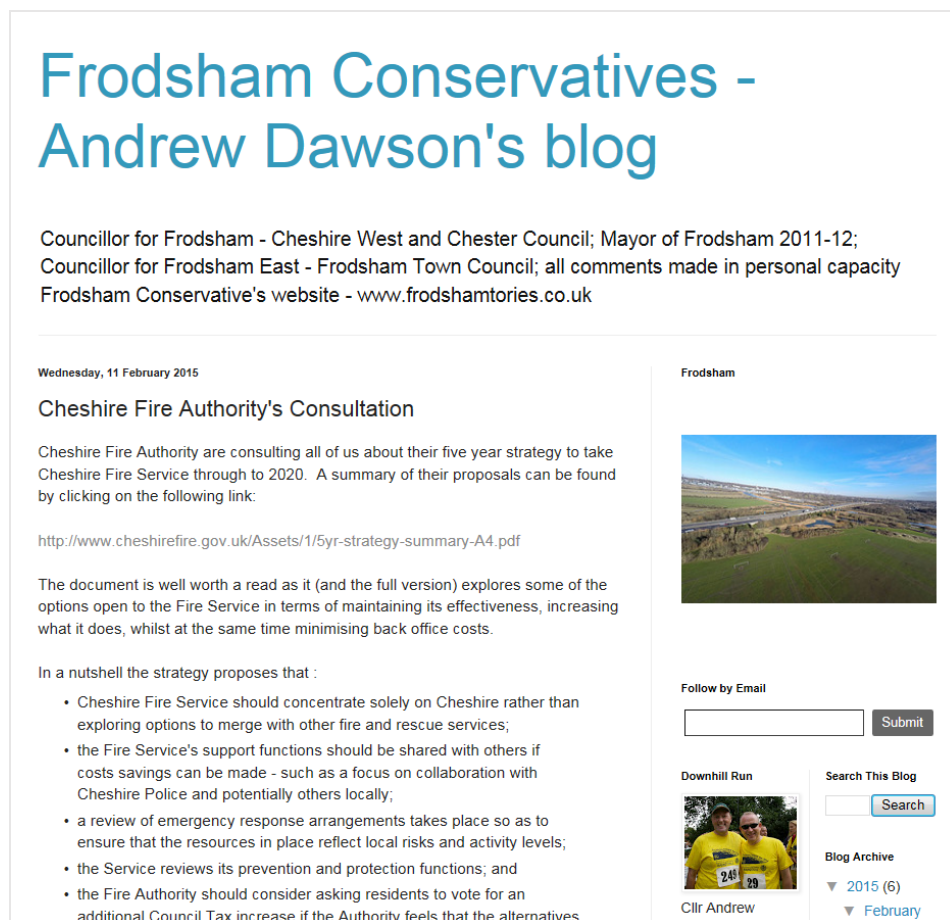 Frodsham Conservatives -
Andrew Dawson's blog
Councillor for Frodsham - Cheshire West and Chester Council; Mayor of Frodsham 2011-12;
Councillor for Frodsham East - Frodsham Town Council; all comments made in personal capacity
Frodsham Conservative's website - www.frodshamtories.co.uk
Wednesday, 11 February 2015
Cheshire Fire Authority's Consultation
Cheshire Fire Authority are consulting all of us about their five year strategy to take
Cheshire Fire Service through to 2020.  A summary of their proposals can be found
by clicking on the following link:
http://www.cheshirefire.gov.uk/Assets/1/5yr-strategy-summary-A4.pdf
The document is well worth a read as it (and the full version) explores some of the
options open to the Fire Service in terms of maintaining its effectiveness, increasing
what it does, whilst at the same time minimising back office costs.
In a nutshell the strategy proposes that :
• Cheshire Fire Service should concentrate solely on Cheshire rather than
exploring options to merge with other fire and rescue services;
• the Fire Service's support functions should be shared with others if
costs savings can be made - such as a focus on collaboration with
Cheshire Police and potentially others locally;
• a review of emergency response arrangements takes place so as to
ensure that the resources in place reflect local risks and activity levels;
• the Service reviews its prevention and protection functions; and
• the Fire Authority should consider asking residents to vote for an
additional Council Tax increase if the Authority feels that the alternatives
Frodsham
Follow by Email
Submit
Downhill Run
249
29
Cllr Andrew
Search This Blog
Search
Blog Archive
▼ 2015 (6)
▼ February